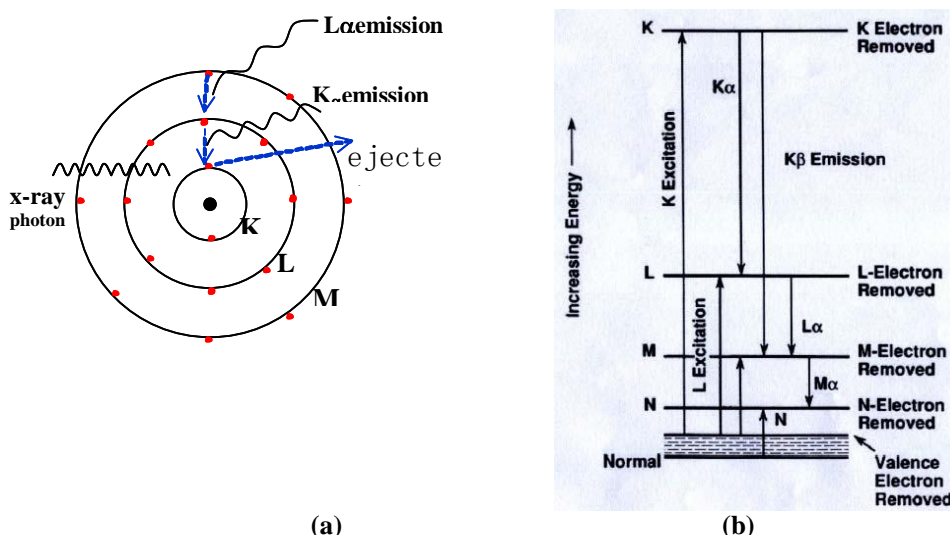 Lαemission
Kαemission
ejecte
x-ray
photon
K
L
M
(a)
K
K Electron
Removed
Kα
K Excitation
Increasing Energy
Kβ Emission
L
L-Electron
Removed
L Excitation
Lα
M
M-Electron
Removed
Mα
N
N-Electron
Removed
N
Normal
Valence
Electron
Removed
(b)